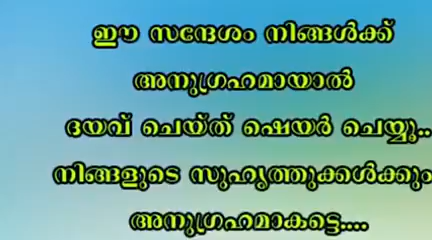 ഈ സന്ദേശം നിങ്ങൾക്ക്
അനുഗ്രഹമായാൽ
ദയവ് ചെയ്ത് ഷെയർ ചെയ്യൂ..
നിങ്ങളുടെ സുഹൃത്തുക്കൾക്കും
അനുഗ്രഹമാകട്ടെ....